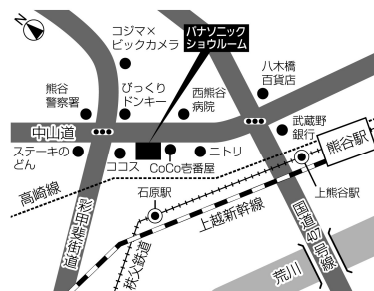 コジマ×
ビックカメラ
パナソニック
ショウルーム
八木橋
百貨店
熊谷
警察署
びっくり
ドンキー
西熊谷
病院
武蔵野
銀行
熊谷駅
中山道
ステーキの
どん
ココス
CoCo壱番屋
ニトリ
上熊谷駅
高崎線
石原駅
上越新幹線
彩甲斐街道
秩父鉄道
国道407号線
荒川
N